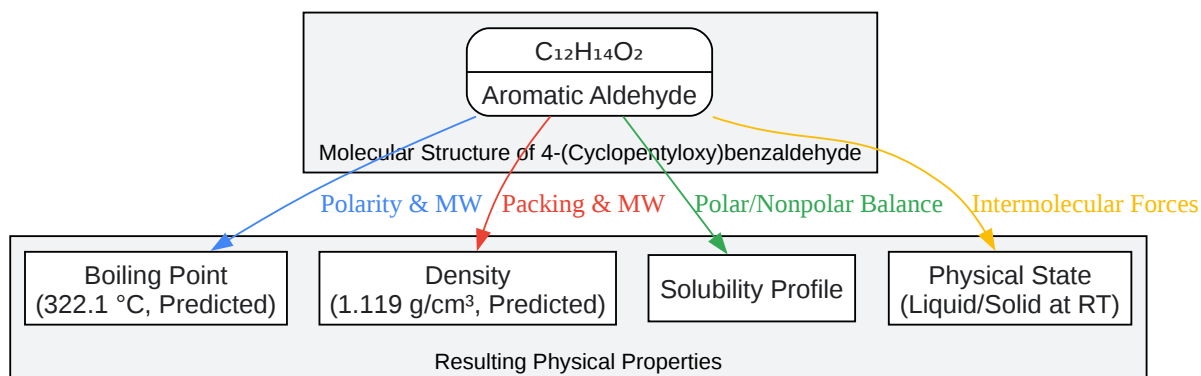 C₁₂H₁₄O₂
Aromatic Aldehyde
Molecular Structure of 4-(Cyclopentyloxy)benzaldehyde
Polarity & MW
Packing & MW
Polar/Nonpolar Balance
Intermolecular Forces
Boiling Point
(322.1 °C, Predicted)
Density
(1.119 g/cm³, Predicted)
Solubility Profile
Physical State
(Liquid/Solid at RT)
Resulting Physical Properties